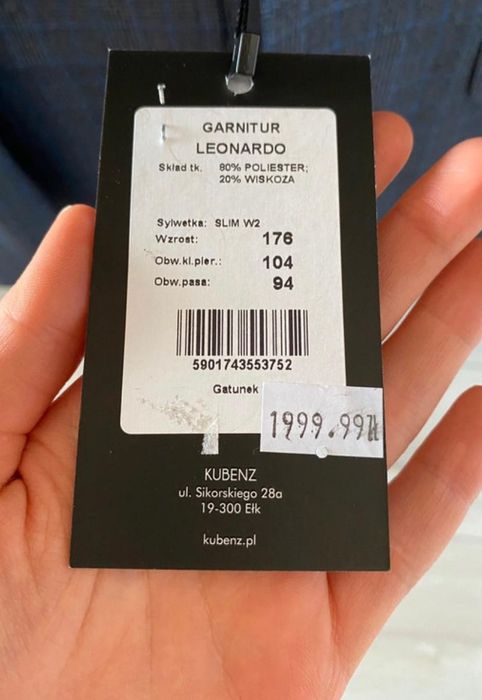 GARNITUR
LEONARDO
Skład tk. 80% POLIESTER;
20% WISKOZA
Sylwetka: SLIM W2
Wzrost: 176
Obw.kl.pier.: 104
Obw.pasa: 94
5901743553752
Gatunek
1999.99zł
KUBENZ
ul. Sikorskiego 28a
19-300 Ełk
kubenz.pl